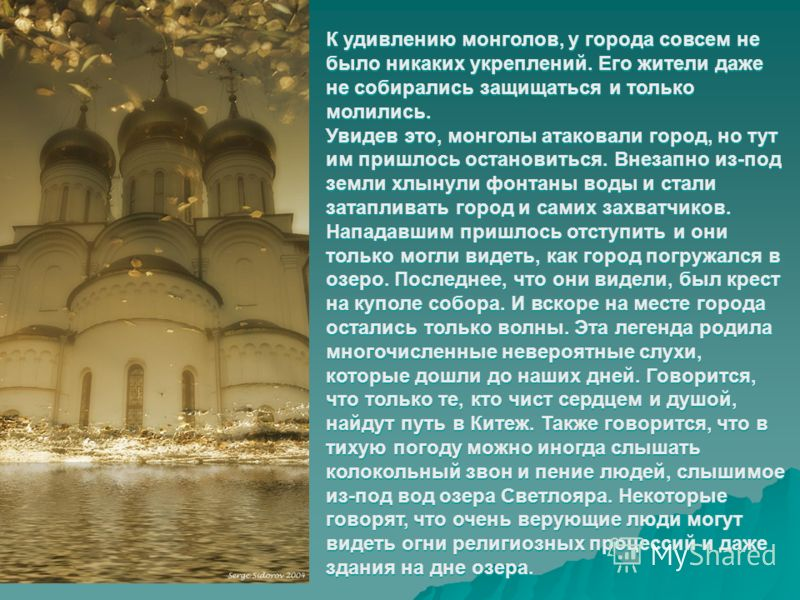 К удивлению монголов, у города совсем не
было никаких укреплений. Его жители даже
не собирались защищаться и только
молились.
Увидев это, монголы атаковали город, но тут
им пришлось остановиться. Внезапно из-под
земли хлынули фонтаны воды и стали
затапливать город и самих захватчиков.
Нападавшим пришлось отступить и они
только могли видеть, как город погружался в
озеро. Последнее, что они видели, был крест
на куполе собора. И вскоре на месте города
остались только волны. Эта легенда родила
многочисленные невероятные слухи,
которые дошли до наших дней. Говорится,
что только те, кто чист сердцем и душой,
найдут путь в Китеж. Также говорится, что в
тихую погоду можно иногда слышать
колокольный звон и пение людей, слышимое
из-под вод озера Светлояра. Некоторые
говорят, что очень верующие люди могут
видеть огни религиозных процессий и даже
здания на дне озера.
Serge Sidorov 2004
MyShared